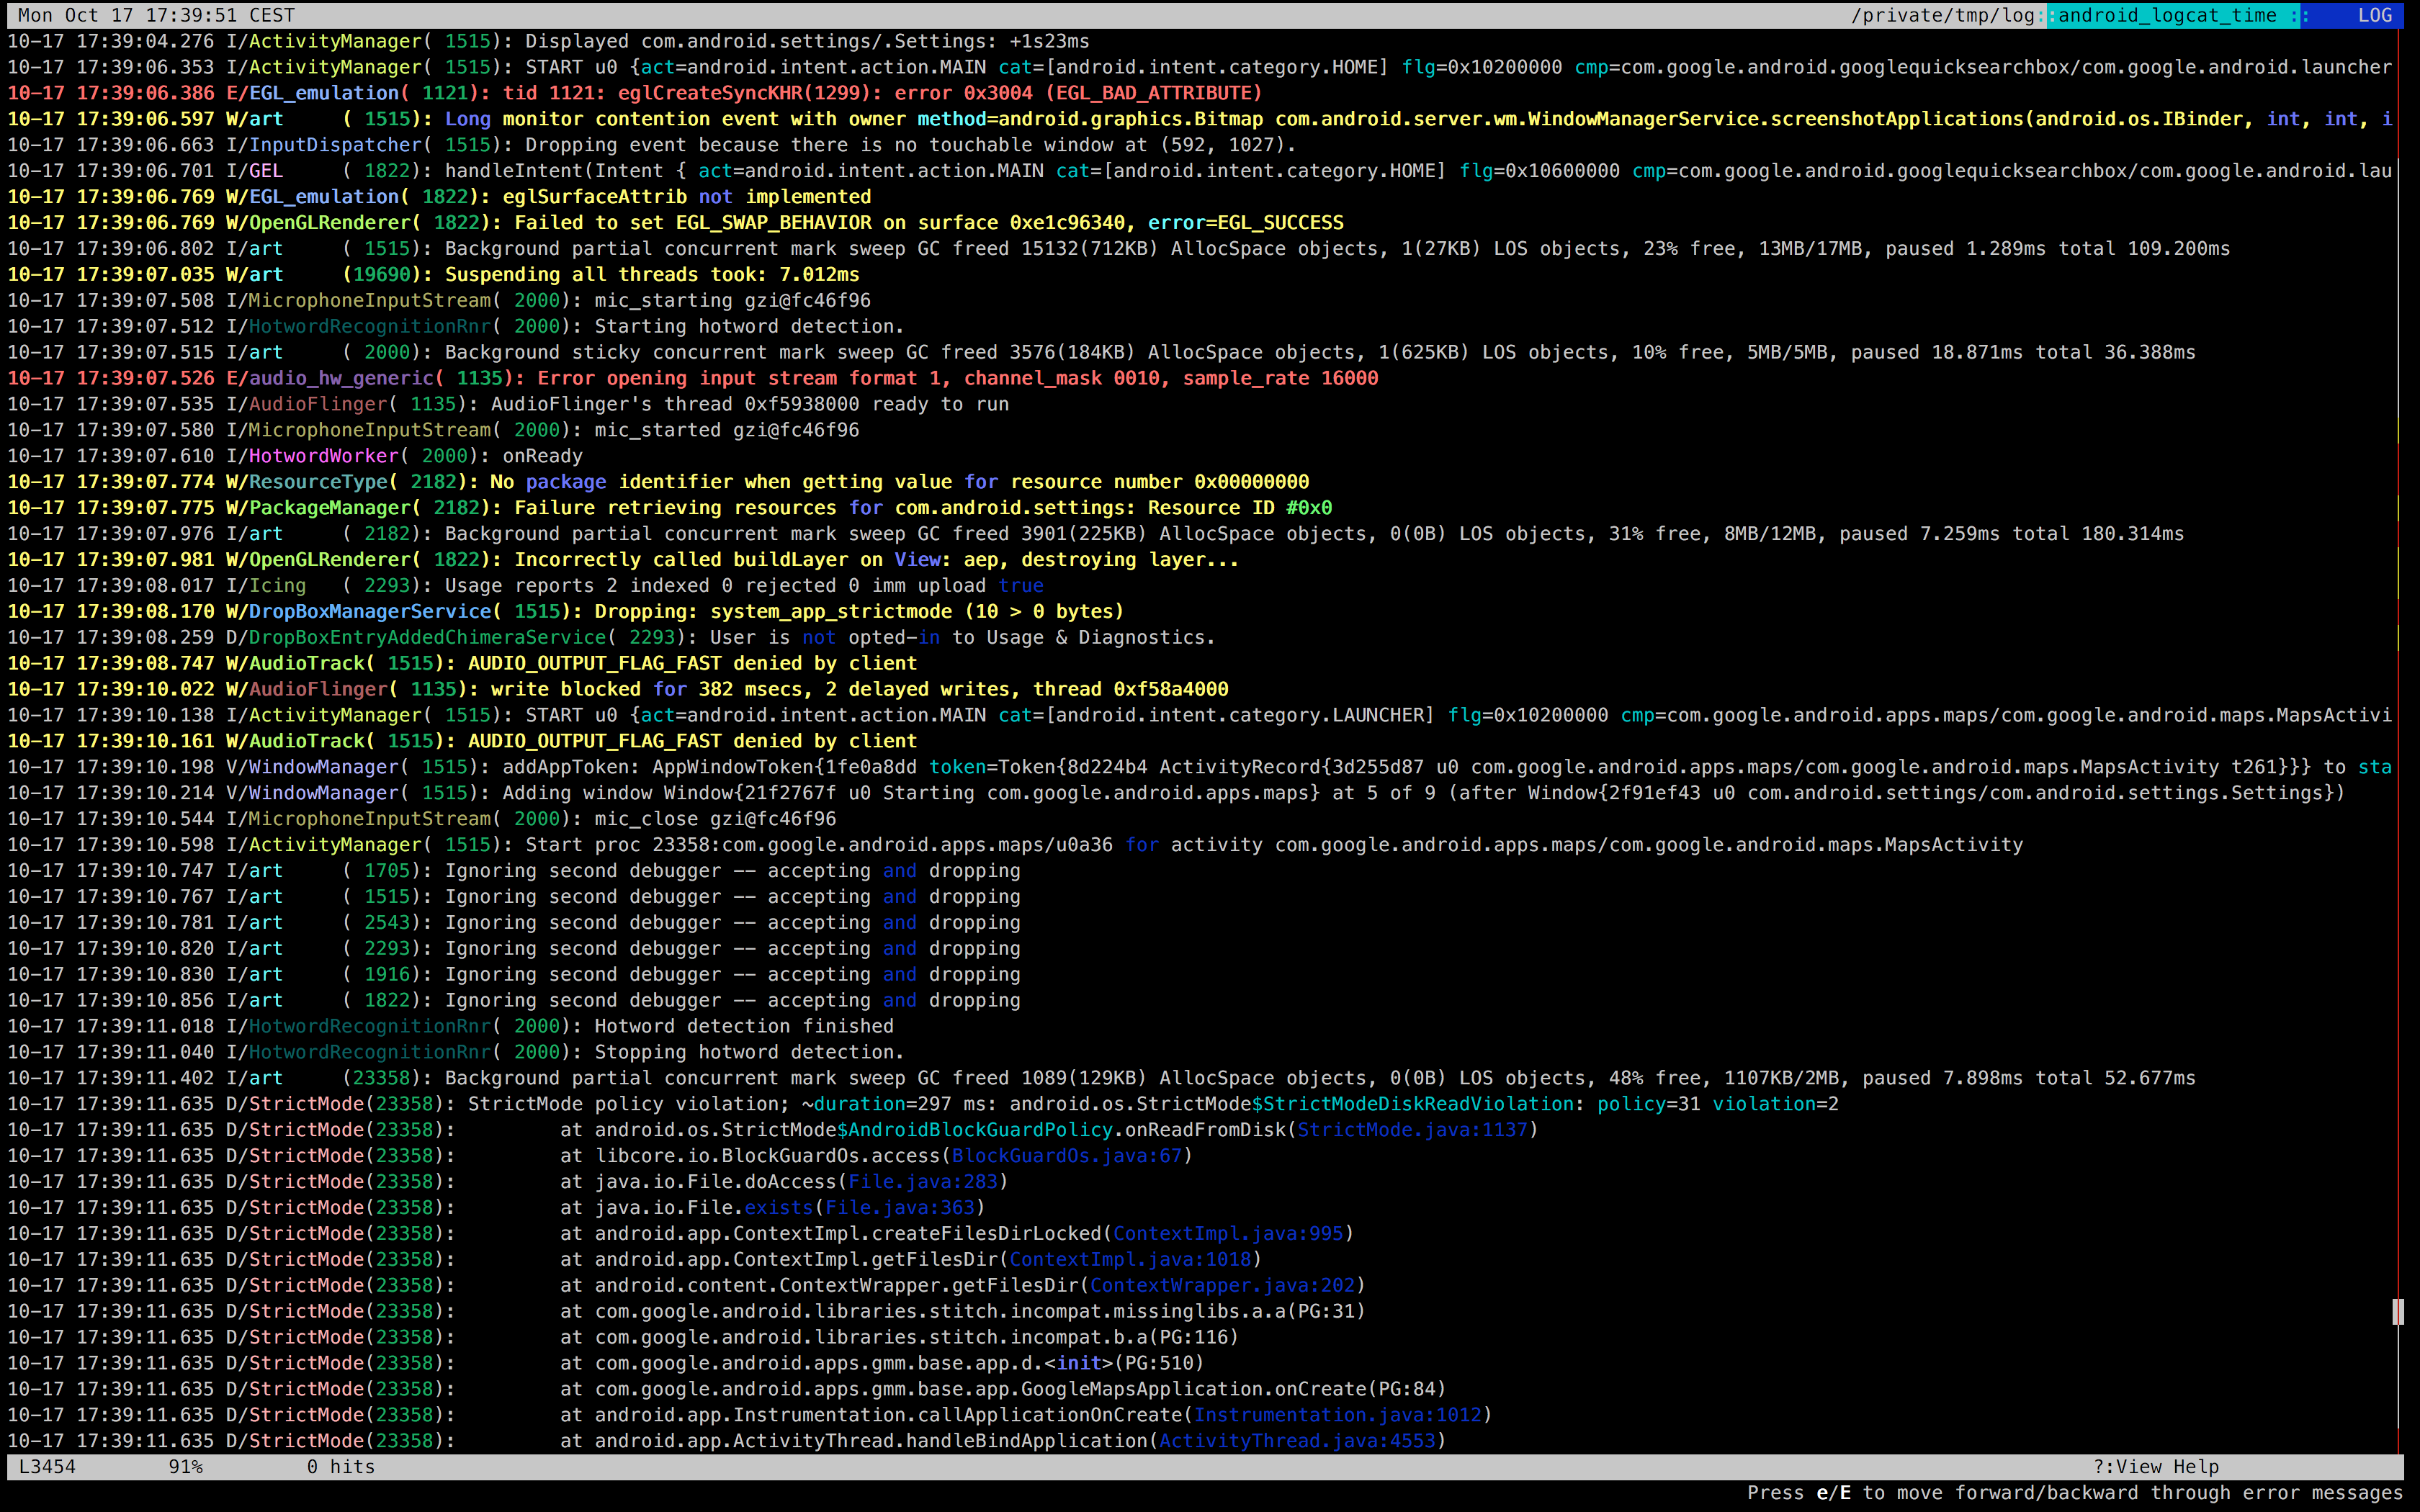 Mon Oct 17 17:39:51 CEST /private/tmp/log::android_logcat_time :: LOG
10-17 17:39:04.276 I/ActivityManager( 1515): Displayed com.android.settings/.Settings: +1s23ms
10-17 17:39:06.353 I/ActivityManager( 1515): START u0 {act=android.intent.action.MAIN cat=[android.intent.category.HOME] flg=0x10200000 cmp=com.google.android.googlequicksearchbox/com.google.android.launcher
10-17 17:39:06.386 E/EGL_emulation( 1121): tid 1121: eglCreateSyncKHR(1299): error 0x3004 (EGL_BAD_ATTRIBUTE)
10-17 17:39:06.597 W/art     ( 1515): Long monitor contention event with owner method=android.graphics.Bitmap com.android.server.wm.WindowManagerService.screenshotApplications(android.os.IBinder, int, int, i
10-17 17:39:06.663 I/InputDispatcher( 1515): Dropping event because there is no touchable window at (592, 1027).
10-17 17:39:06.701 I/GEL     ( 1822): handleIntent(Intent { act=android.intent.action.MAIN cat=[android.intent.category.HOME] flg=0x10600000 cmp=com.google.android.googlequicksearchbox/com.google.android.lau
10-17 17:39:06.769 W/EGL_emulation( 1822): eglSurfaceAttrib not implemented
10-17 17:39:06.769 W/OpenGLRenderer( 1822): Failed to set EGL_SWAP_BEHAVIOR on surface 0xe1c96340, error=EGL_SUCCESS
10-17 17:39:06.802 I/art     ( 1515): Background partial concurrent mark sweep GC freed 15132(712KB) AllocSpace objects, 1(27KB) LOS objects, 23% free, 13MB/17MB, paused 1.289ms total 109.200ms
10-17 17:39:07.035 W/art     (19690): Suspending all threads took: 7.012ms
10-17 17:39:07.508 I/MicrophoneInputStream( 2000): mic_starting gzi@fc46f96
10-17 17:39:07.512 I/HotwordRecognitionRnr( 2000): Starting hotword detection.
10-17 17:39:07.515 I/art     ( 2000): Background sticky concurrent mark sweep GC freed 3576(184KB) AllocSpace objects, 1(625KB) LOS objects, 10% free, 5MB/5MB, paused 18.871ms total 36.388ms
10-17 17:39:07.526 E/audio_hw_generic( 1135): Error opening input stream format 1, channel_mask 0010, sample_rate 16000
10-17 17:39:07.535 I/AudioFlinger( 1135): AudioFlinger's thread 0xf5938000 ready to run
10-17 17:39:07.580 I/MicrophoneInputStream( 2000): mic_started gzi@fc46f96
10-17 17:39:07.610 I/HotwordWorker( 2000): onReady
10-17 17:39:07.774 W/ResourceType( 2182): No package identifier when getting value for resource number 0x00000000
10-17 17:39:07.775 W/PackageManager( 2182): Failure retrieving resources for com.android.settings: Resource ID #0x0
10-17 17:39:07.976 I/art     ( 2182): Background partial concurrent mark sweep GC freed 3901(225KB) AllocSpace objects, 0(0B) LOS objects, 31% free, 8MB/12MB, paused 7.259ms total 180.314ms
10-17 17:39:07.981 W/OpenGLRenderer( 1822): Incorrectly called buildLayer on View: aep, destroying layer...
10-17 17:39:08.017 I/Icing   ( 2293): Usage reports 2 indexed 0 rejected 0 imm upload true
10-17 17:39:08.170 W/DropBoxManagerService( 1515): Dropping: system_app_strictmode (10 > 0 bytes)
10-17 17:39:08.259 D/DropBoxEntryAddedChimeraService( 2293): User is not opted-in to Usage & Diagnostics.
10-17 17:39:08.747 W/AudioTrack( 1515): AUDIO_OUTPUT_FLAG_FAST denied by client
10-17 17:39:10.022 W/AudioFlinger( 1135): write blocked for 382 msecs, 2 delayed writes, thread 0xf58a4000
10-17 17:39:10.138 I/ActivityManager( 1515): START u0 {act=android.intent.action.MAIN cat=[android.intent.category.LAUNCHER] flg=0x10200000 cmp=com.google.android.apps.maps/com.google.android.maps.MapsActivi
10-17 17:39:10.161 W/AudioTrack( 1515): AUDIO_OUTPUT_FLAG_FAST denied by client
10-17 17:39:10.198 V/WindowManager( 1515): addAppToken: AppWindowToken{1fe0a8dd token=Token{8d224b4 ActivityRecord{3d255d87 u0 com.google.android.apps.maps/com.google.android.maps.MapsActivity t261}}} to sta
10-17 17:39:10.214 V/WindowManager( 1515): Adding window Window{21f2767f u0 Starting com.google.android.apps.maps} at 5 of 9 (after Window{2f91ef43 u0 com.android.settings/com.android.settings.Settings})
10-17 17:39:10.544 I/MicrophoneInputStream( 2000): mic_close gzi@fc46f96
10-17 17:39:10.598 I/ActivityManager( 1515): Start proc 23358:com.google.android.apps.maps/u0a36 for activity com.google.android.apps.maps/com.google.android.maps.MapsActivity
10-17 17:39:10.747 I/art     ( 1705): Ignoring second debugger -- accepting and dropping
10-17 17:39:10.767 I/art     ( 1515): Ignoring second debugger -- accepting and dropping
10-17 17:39:10.781 I/art     ( 2543): Ignoring second debugger -- accepting and dropping
10-17 17:39:10.820 I/art     ( 2293): Ignoring second debugger -- accepting and dropping
10-17 17:39:10.830 I/art     ( 1916): Ignoring second debugger -- accepting and dropping
10-17 17:39:10.856 I/art     ( 1822): Ignoring second debugger -- accepting and dropping
10-17 17:39:11.018 I/HotwordRecognitionRnr( 2000): Hotword detection finished
10-17 17:39:11.040 I/HotwordRecognitionRnr( 2000): Stopping hotword detection.
10-17 17:39:11.402 I/art     (23358): Background partial concurrent mark sweep GC freed 1089(129KB) AllocSpace objects, 0(0B) LOS objects, 48% free, 1107KB/2MB, paused 7.898ms total 52.677ms
10-17 17:39:11.635 D/StrictMode(23358): StrictMode policy violation; ~duration=297 ms: android.os.StrictMode$StrictModeDiskReadViolation: policy=31 violation=2
10-17 17:39:11.635 D/StrictMode(23358):         at android.os.StrictMode$AndroidBlockGuardPolicy.onReadFromDisk(StrictMode.java:1137)
10-17 17:39:11.635 D/StrictMode(23358):         at libcore.io.BlockGuardOs.access(BlockGuardOs.java:67)
10-17 17:39:11.635 D/StrictMode(23358):         at java.io.File.doAccess(File.java:283)
10-17 17:39:11.635 D/StrictMode(23358):         at java.io.File.exists(File.java:363)
10-17 17:39:11.635 D/StrictMode(23358):         at android.app.ContextImpl.createFilesDirLocked(ContextImpl.java:995)
10-17 17:39:11.635 D/StrictMode(23358):         at android.app.ContextImpl.getFilesDir(ContextImpl.java:1018)
10-17 17:39:11.635 D/StrictMode(23358):         at android.content.ContextWrapper.getFilesDir(ContextWrapper.java:202)
10-17 17:39:11.635 D/StrictMode(23358):         at com.google.android.libraries.stitch.incompat.missinglibs.a.a(PG:31)
10-17 17:39:11.635 D/StrictMode(23358):         at com.google.android.libraries.stitch.incompat.b.a(PG:116)
10-17 17:39:11.635 D/StrictMode(23358):         at com.google.android.apps.gmm.base.app.d.<init>(PG:510)
10-17 17:39:11.635 D/StrictMode(23358):         at com.google.android.apps.gmm.base.app.GoogleMapsApplication.onCreate(PG:84)
10-17 17:39:11.635 D/StrictMode(23358):         at android.app.Instrumentation.callApplicationOnCreate(Instrumentation.java:1012)
10-17 17:39:11.635 D/StrictMode(23358):         at android.app.ActivityThread.handleBindApplication(ActivityThread.java:4553)
L3454 91% 0 hits ?:View Help
Press e/E to move forward/backward through error messages